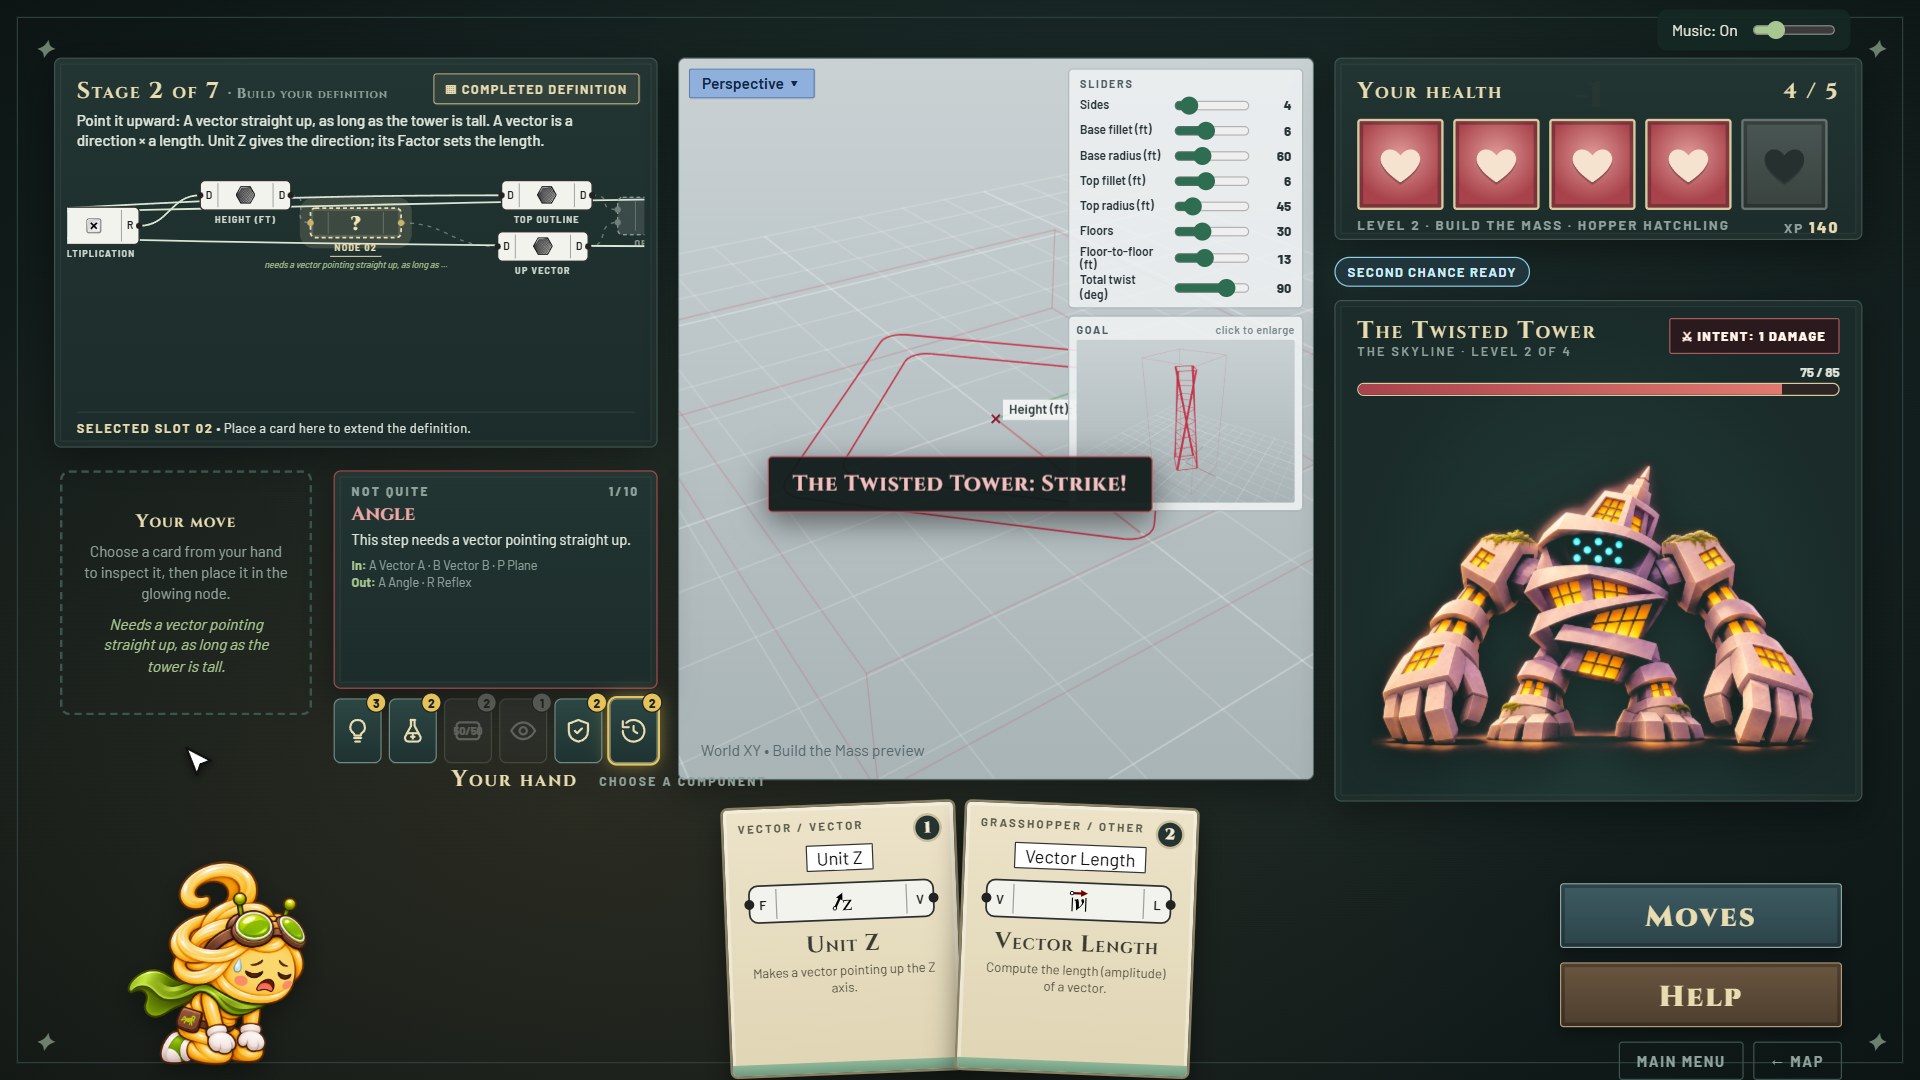 Music: On
Stage 2 of 7 · Build your definition
COMPLETED DEFINITION
Point it upward: A vector straight up, as long as the tower is tall. A vector is a
direction × a length. Unit Z gives the direction; its Factor sets the length.
R
LTIPLICATION
D D
HEIGHT (FT)
?
NODE 02
needs a vector pointing straight up, as long as ...
D D
TOP OUTLINE
D D
UP VECTOR
SELECTED SLOT 02 • Place a card here to extend the definition.
Your move
Choose a card from your hand
to inspect it, then place it in the
glowing node.
Needs a vector pointing
straight up, as long as the
tower is tall.
NOT QUITE 1/10
Angle
This step needs a vector pointing straight up.
In: A Vector A · B Vector B · P Plane
Out: A Angle · R Reflex
3
2
2
50/50
1
2
2
Your hand CHOOSE A COMPONENT
Perspective ▼
SLIDERS
Sides 4
Base fillet (ft) 6
Base radius (ft) 60
Top fillet (ft) 6
Top radius (ft) 45
Floors 30
Floor-to-floor
(ft) 13
Total twist
(deg) 90
GOAL click to enlarge
Height (ft)
The Twisted Tower: Strike!
World XY • Build the Mass preview
VECTOR / VECTOR 1
Unit Z
F Z V
Unit Z
Makes a vector pointing up the Z
axis.
GRASSHOPPER / OTHER 2
Vector Length
V |V| L
Vector Length
Compute the length (amplitude)
of a vector.
Your health 4 / 5
LEVEL 2 · BUILD THE MASS · HOPPER HATCHLING XP 140
SECOND CHANCE READY
The Twisted Tower
THE SKYLINE · LEVEL 2 OF 4
INTENT: 1 DAMAGE
75 / 85
Moves
Help
MAIN MENU
← MAP